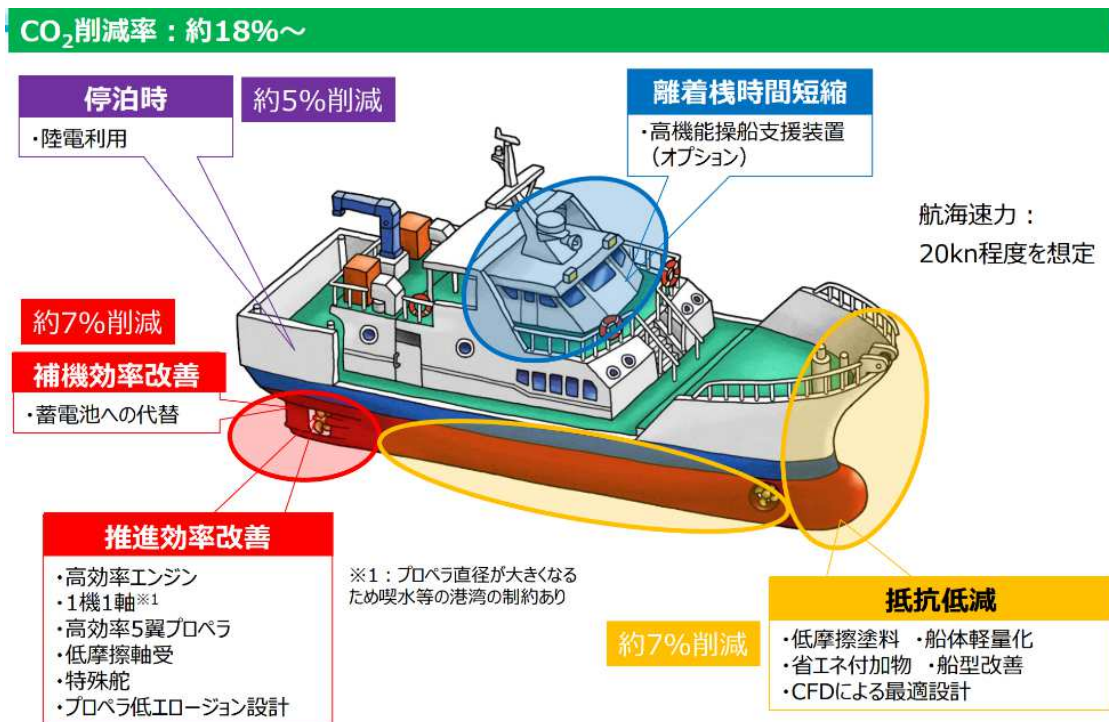 CO₂削減率：約18%～
停泊時
約5%削減
・陸電利用
離着桟時間短縮
・高機能操船支援装置
（オプション）
航海速力：
20kn程度を想定
約7%削減
補機効率改善
・蓄電池への代替
推進効率改善
・高効率エンジン
・1機1軸※1
・高効率5翼プロペラ
・低摩擦軸受
・特殊舵
・プロペラ低エロージョン設計
※1：プロペラ直径が大きくなる
ため喫水等の港湾の制約あり
約7%削減
抵抗低減
・低摩擦塗料 ・船体軽量化
・省エネ付加物 ・船型改善
・CFDによる最適設計